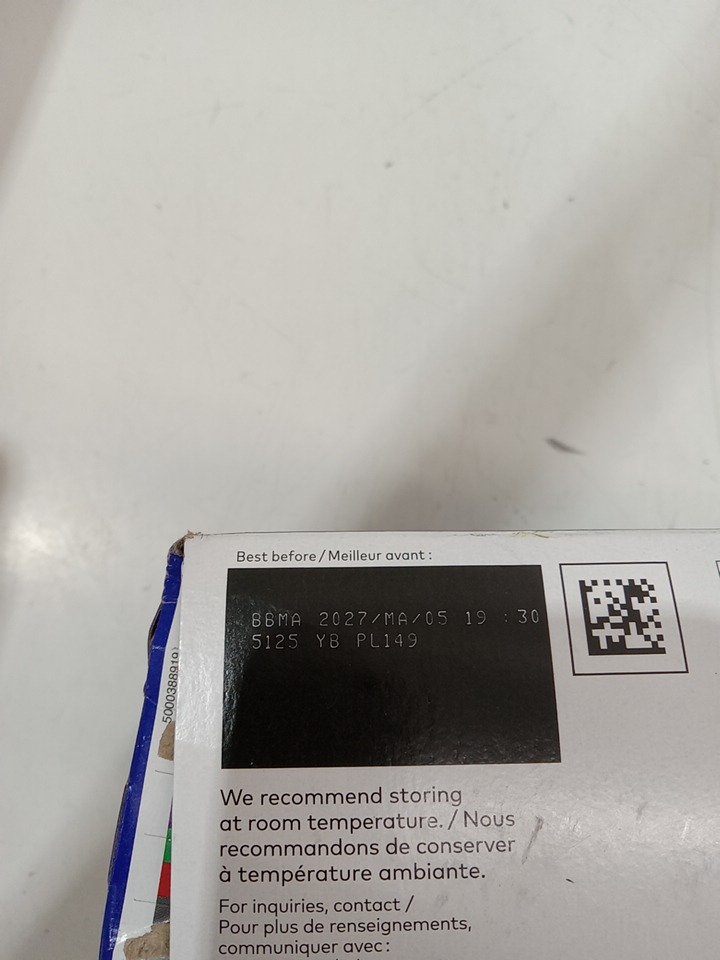 Best before / Meilleur avant :
BBMA 2027/MA/05 19 : 30
5125 YB PL149
5000388919
We recommend storing
at room temperature. / Nous
recommandons de conserver
à température ambiante.
For inquiries, contact /
Pour plus de renseignements,
communiquer avec :